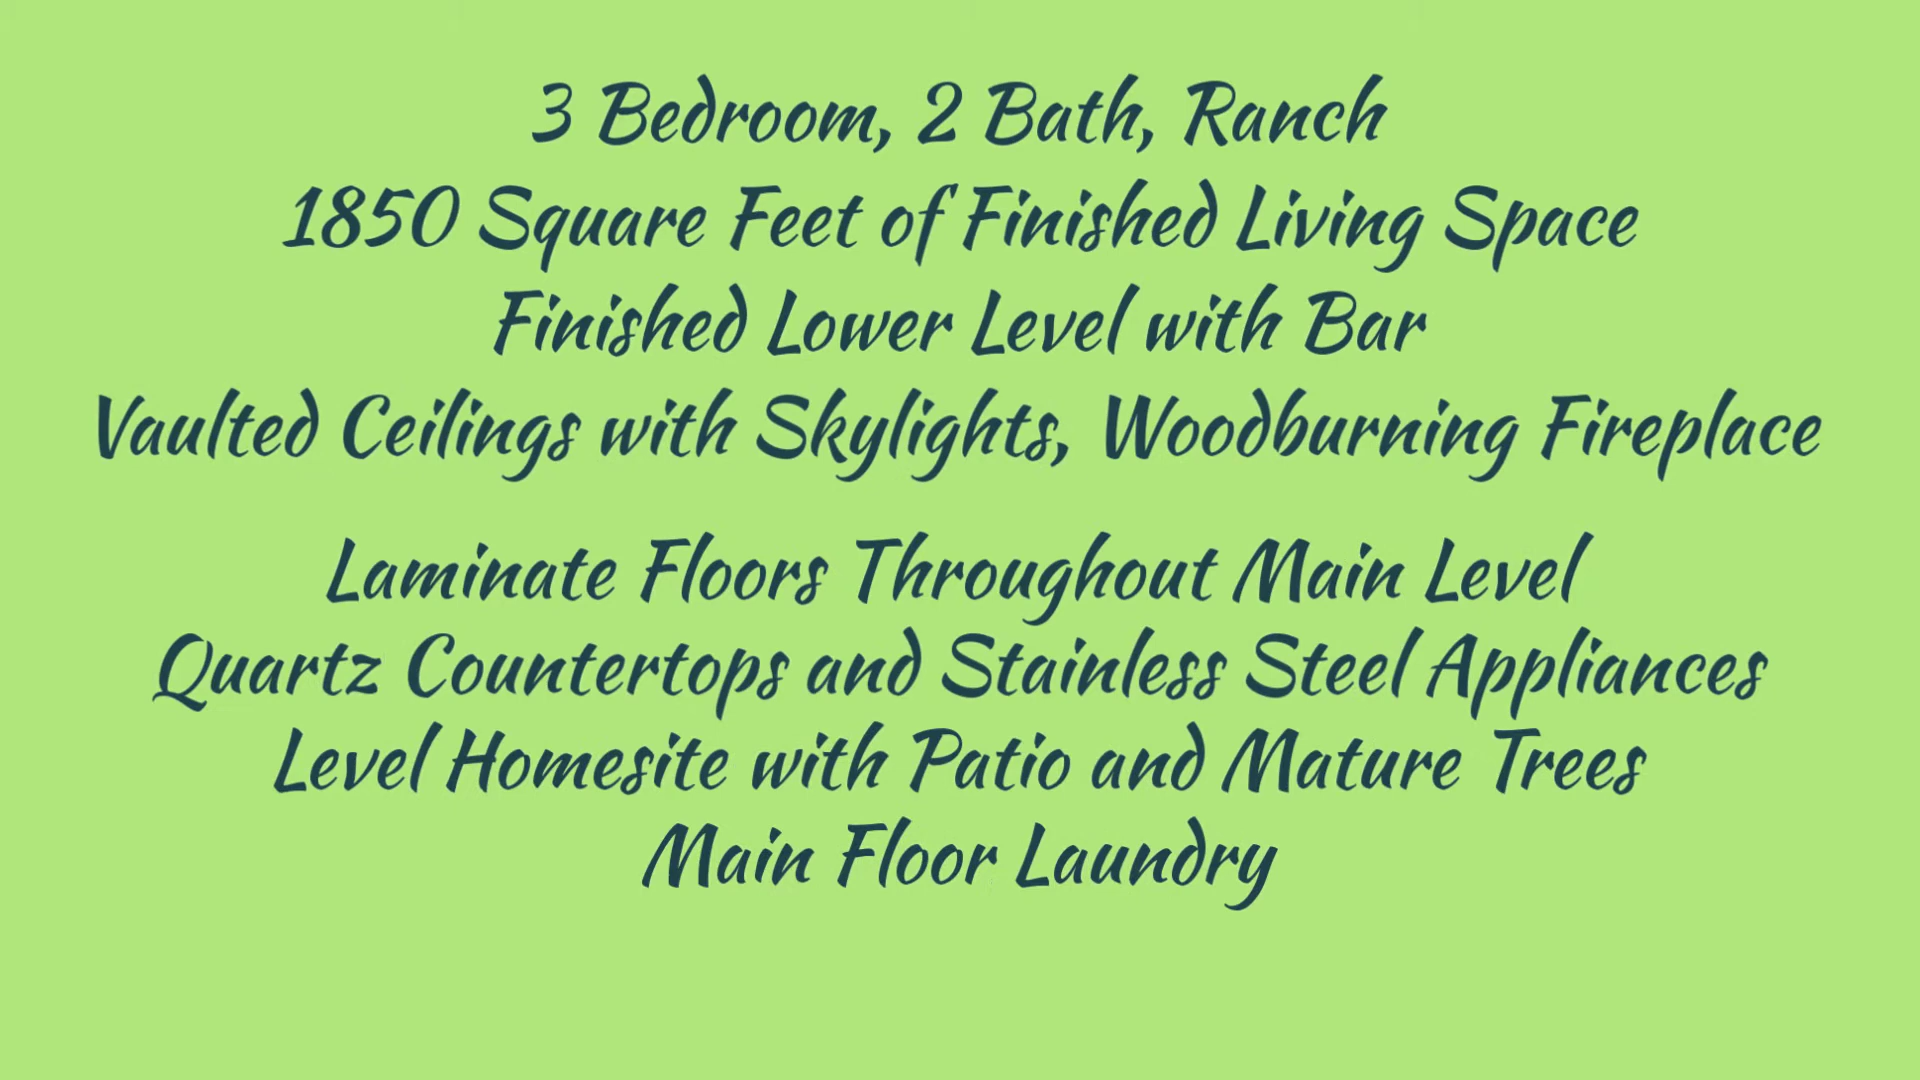 3 Bedroom, 2 Bath, Ranch
1850 Square Feet of Finished Living Space
Finished Lower Level with Bar
Vaulted Ceilings with Skylights, Woodburning Fireplace
Laminate Floors Throughout Main Level
Quartz Countertops and Stainless Steel Appliances
Level Homesite with Patio and Mature Trees
Main Floor Laundry